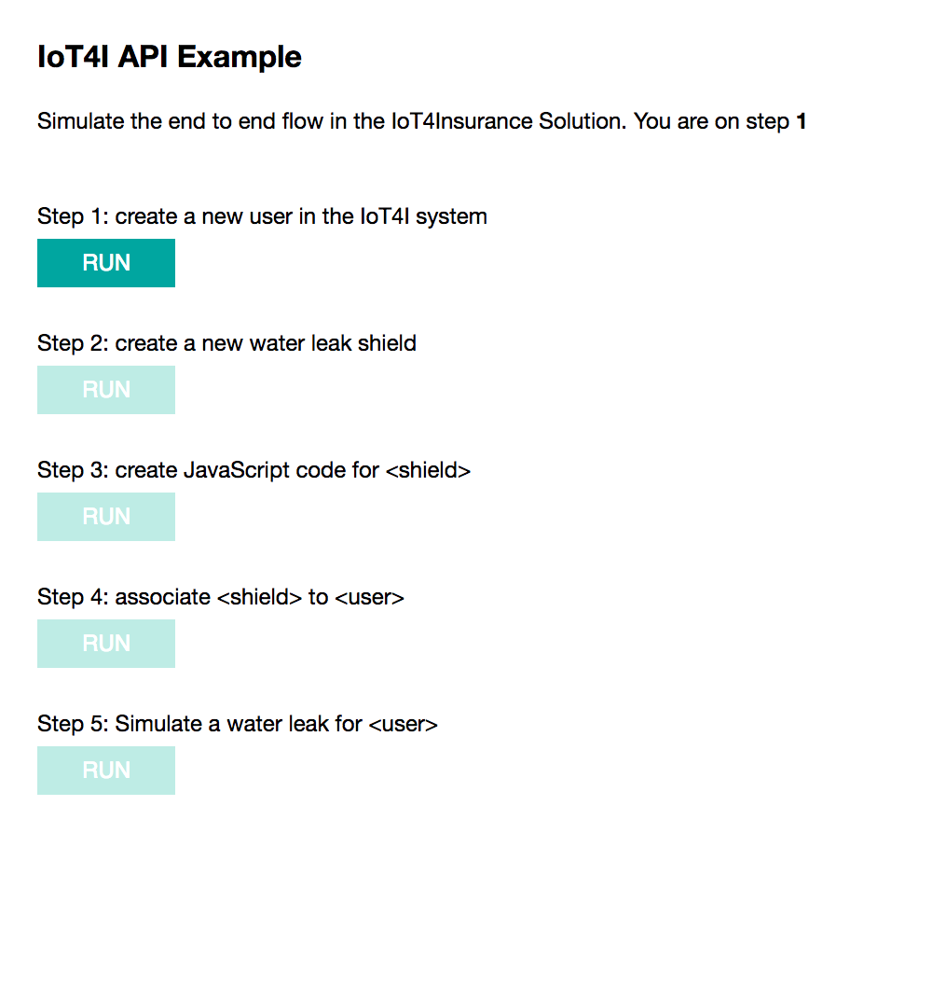 IoT4I API Example
Simulate the end to end flow in the IoT4Insurance Solution. You are on step 1
Step 1: create a new user in the IoT4I system
RUN
Step 2: create a new water leak shield
RUN
Step 3: create JavaScript code for <shield>
RUN
Step 4: associate <shield> to <user>
RUN
Step 5: Simulate a water leak for <user>
RUN